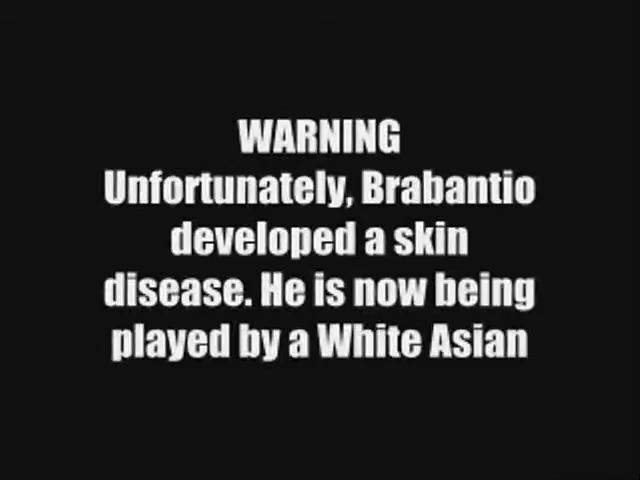 WARNING
Unfortunately, Brabantio
developed a skin
disease. He is now being
played by a White Asian